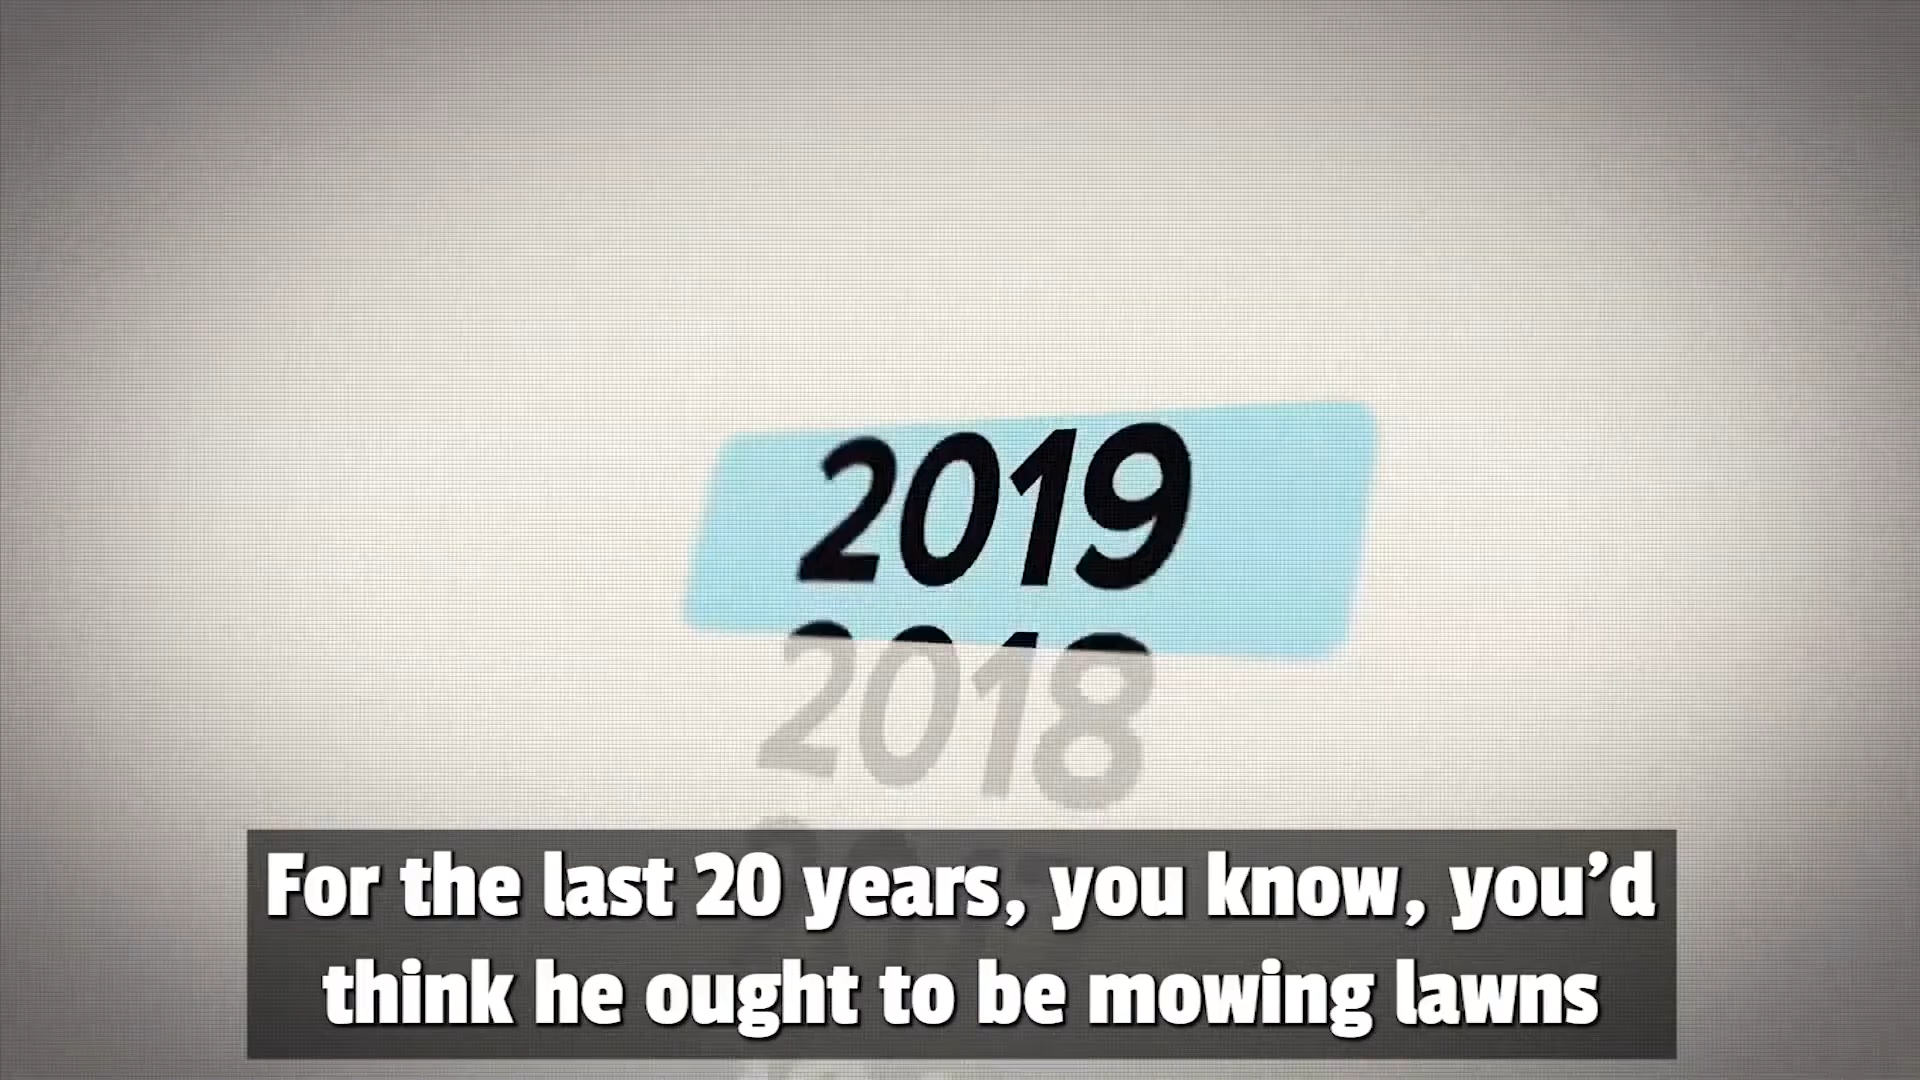 2019
2018
For the last 20 years, you know, you'd
think he ought to be mowing lawns